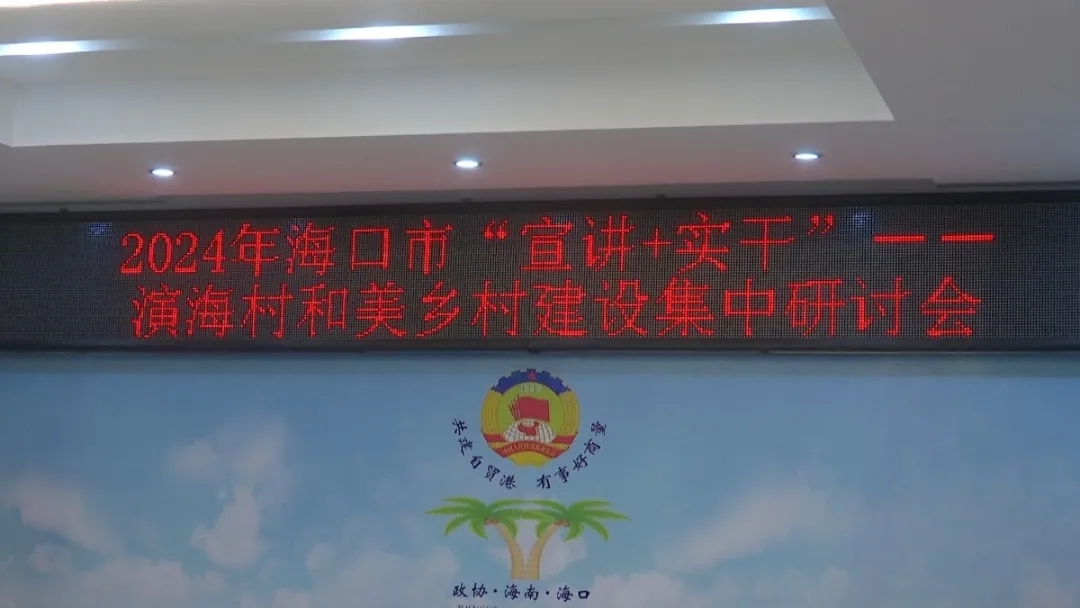 2024年海口市“宣讲+实干”——
演海村和美乡村建设集中研讨会
共建自贸港 有事好商量
政协·海南·海口